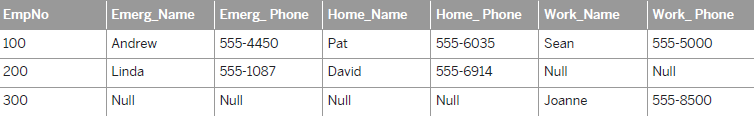 EmpNo Emerg_Name Emerg_ Phone Home_Name Home_ Phone Work_Name Work_ Phone
100 Andrew 555-4450 Pat 555-6035 Sean 555-5000
200 Linda 555-1087 David 555-6914 Null Null
300 Null Null Null Null Joanne 555-8500